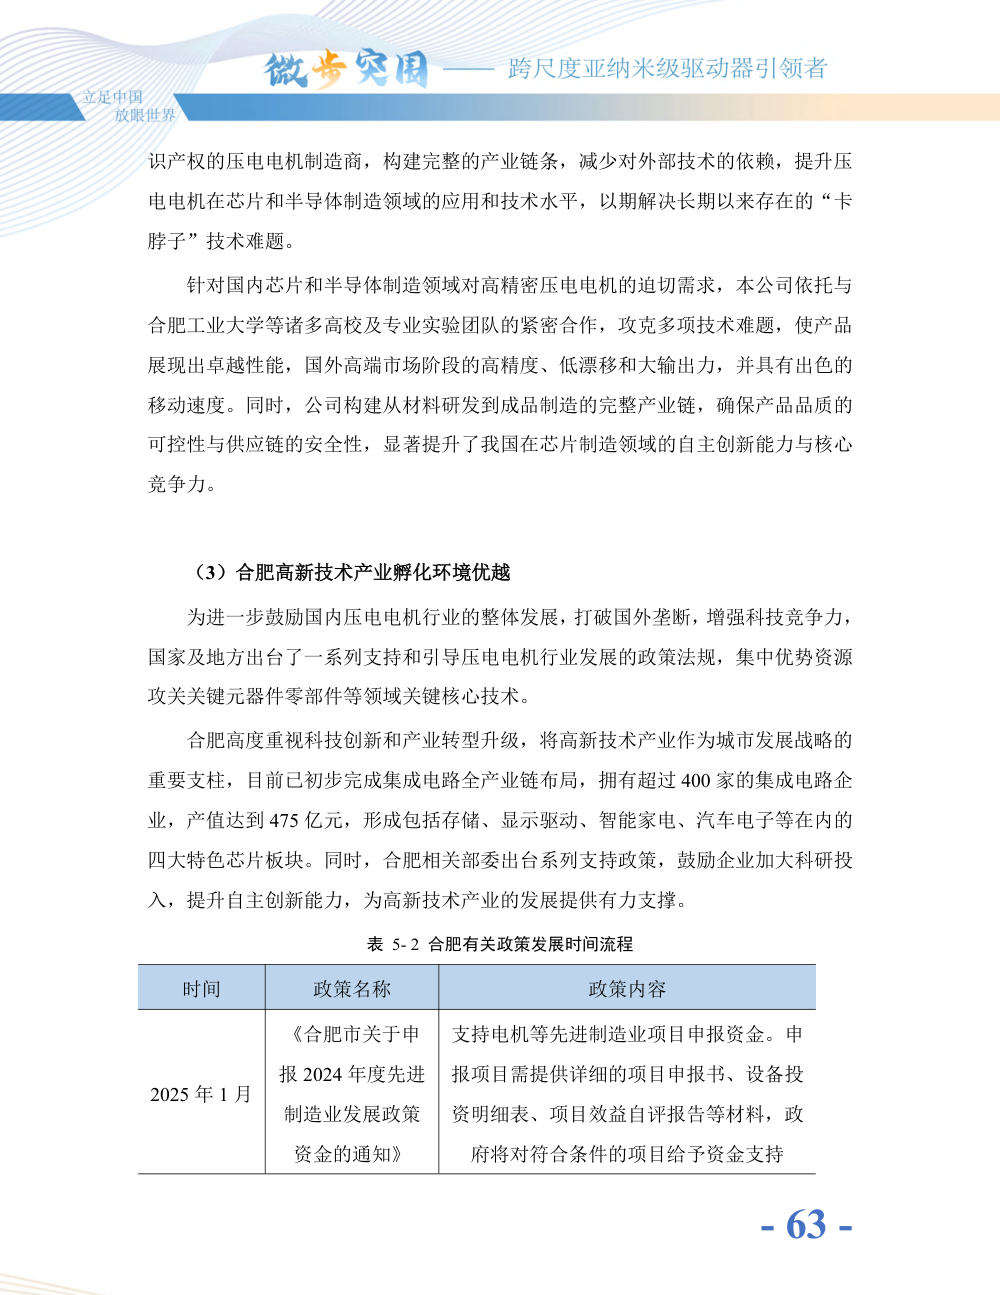 微步突围 —— 跨尺度亚纳米级驱动器引领者
立足中国
放眼世界
识产权的压电电机制造商，构建完整的产业链条，减少对外部技术的依赖，提升压
电电机在芯片和半导体制造领域的应用和技术水平，以期解决长期以来存在的“卡
脖子”技术难题。
针对国内芯片和半导体制造领域对高精密压电电机的迫切需求，本公司依托与
合肥工业大学等诸多高校及专业实验团队的紧密合作，攻克多项技术难题，使产品
展现出卓越性能，国外高端市场阶段的高精度、低漂移和大输出力，并具有出色的
移动速度。同时，公司构建从材料研发到成品制造的完整产业链，确保产品品质的
可控性与供应链的安全性，显著提升了我国在芯片制造领域的自主创新能力与核心
竞争力。
（3）合肥高新技术产业孵化环境优越
为进一步鼓励国内压电电机行业的整体发展，打破国外垄断，增强科技竞争力，
国家及地方出台了一系列支持和引导压电电机行业发展的政策法规，集中优势资源
攻关关键元器件零部件等领域关键核心技术。
合肥高度重视科技创新和产业转型升级，将高新技术产业作为城市发展战略的
重要支柱，目前已初步完成集成电路全产业链布局，拥有超过 400 家的集成电路企
业，产值达到 475 亿元，形成包括存储、显示驱动、智能家电、汽车电子等在内的
四大特色芯片板块。同时，合肥相关部委出台系列支持政策，鼓励企业加大科研投
入，提升自主创新能力，为高新技术产业的发展提供有力支撑。
表 5- 2 合肥有关政策发展时间流程
时间 政策名称 政策内容
2025 年 1 月
《合肥市关于申
报 2024 年度先进
制造业发展政策
资金的通知》
支持电机等先进制造业项目申报资金。申
报项目需提供详细的项目申报书、设备投
资明细表、项目效益自评报告等材料，政
府将对符合条件的项目给予资金支持
- 63 -